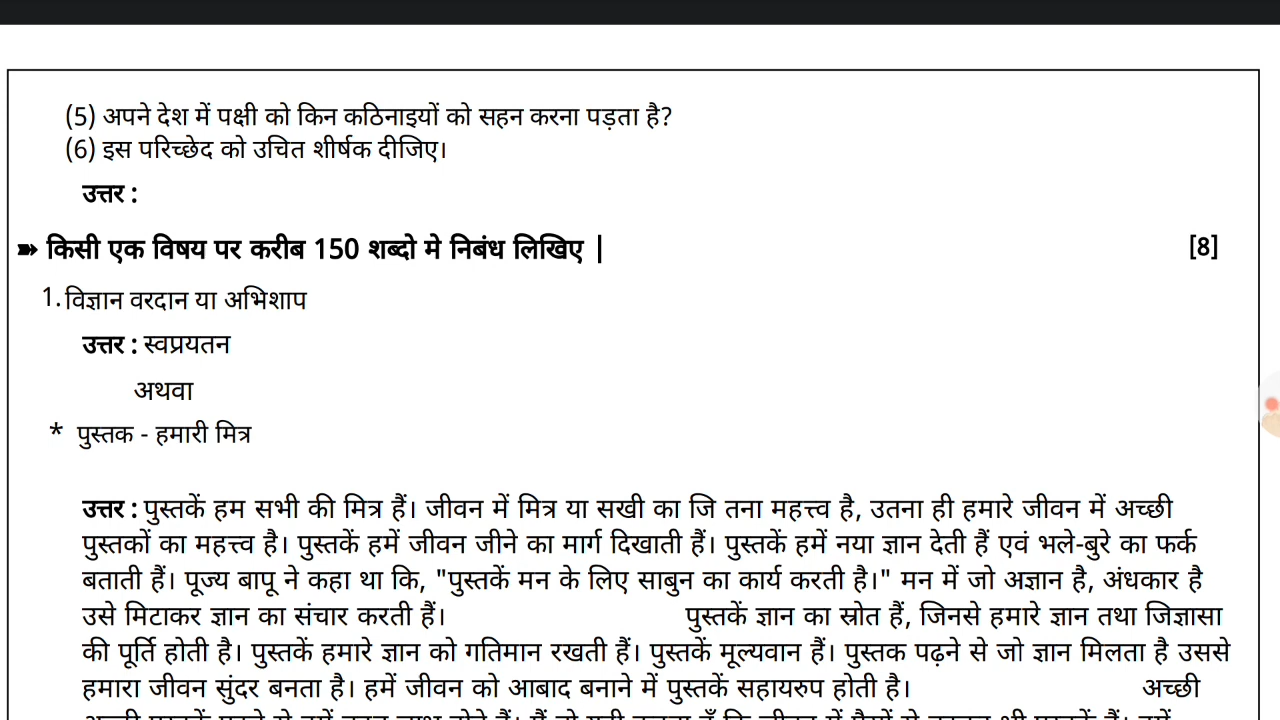 (5) अपने देश में पक्षी को किन कठिनाइयों को सहन करना पड़ता है?
(6) इस परिच्छेद को उचित शीर्षक दीजिए।
उत्तर :
➽ किसी एक विषय पर करीब 150 शब्दो मे निबंध लिखिए | [8]
1. विज्ञान वरदान या अभिशाप
उत्तर : स्वप्रयतन
अथवा
* पुस्तक - हमारी मित्र
उत्तर : पुस्तकें हम सभी की मित्र हैं। जीवन में मित्र या सखी का जि तना महत्त्व है, उतना ही हमारे जीवन में अच्छी
पुस्तकों का महत्त्व है। पुस्तकें हमें जीवन जीने का मार्ग दिखाती हैं। पुस्तकें हमें नया ज्ञान देती हैं एवं भले-बुरे का फर्क
बताती हैं। पूज्य बापू ने कहा था कि, "पुस्तकें मन के लिए साबुन का कार्य करती है।" मन में जो अज्ञान है, अंधकार है
उसे मिटाकर ज्ञान का संचार करती हैं। पुस्तकें ज्ञान का स्रोत हैं, जिनसे हमारे ज्ञान तथा जिज्ञासा
की पूर्ति होती है। पुस्तकें हमारे ज्ञान को गतिमान रखती हैं। पुस्तकें मूल्यवान हैं। पुस्तक पढ़ने से जो ज्ञान मिलता है उससे
हमारा जीवन सुंदर बनता है। हमें जीवन को आबाद बनाने में पुस्तकें सहायरुप होती है। अच्छी